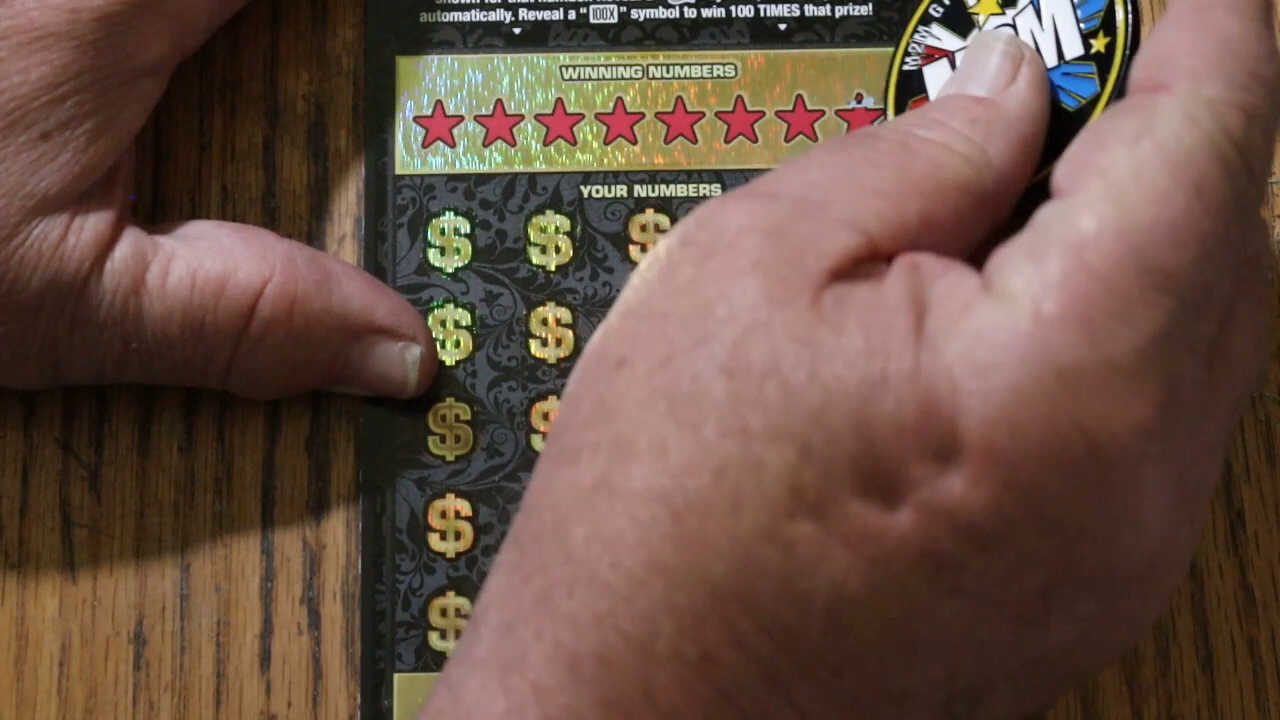 automatically. Reveal a "100X" symbol to win 100 TIMES that prize!
WINNING NUMBERS
YOUR NUMBERS
$ $ $
$ $
$ $
$
$